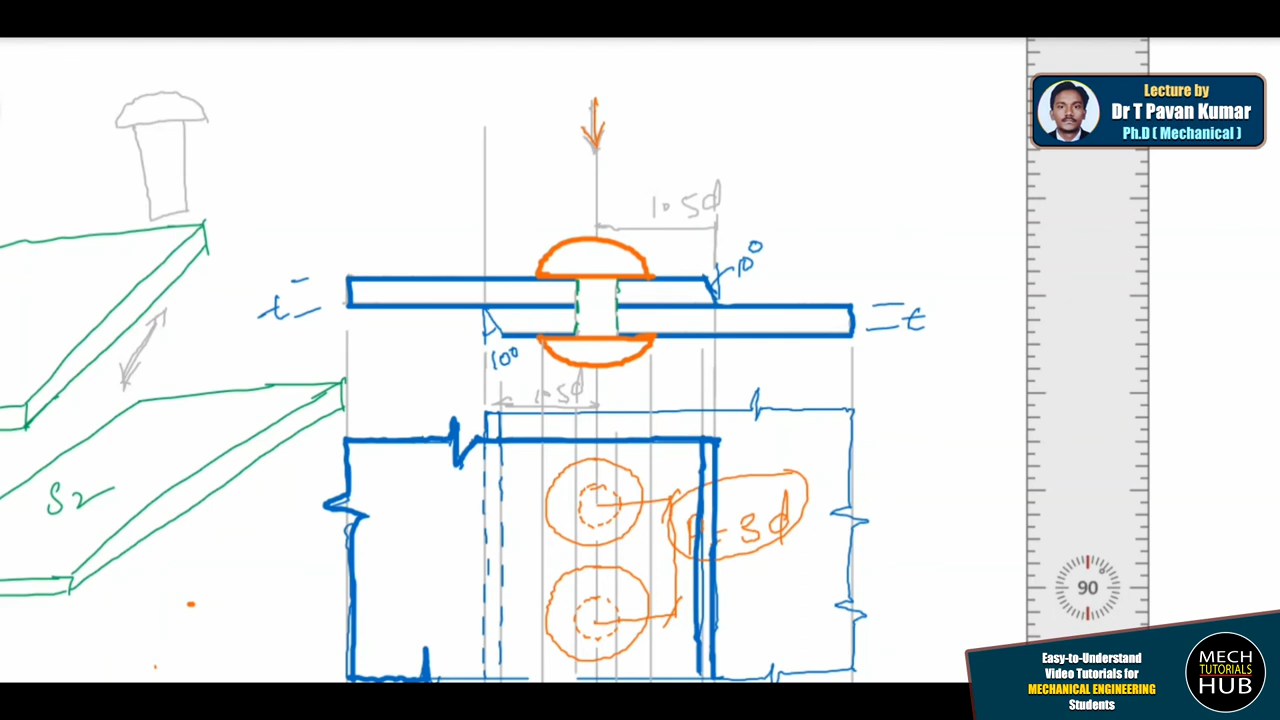 Lecture by
Dr T Pavan Kumar
Ph.D ( Mechanical )
1.5d
10°
t
t
10°
1.5d
S2
P = 3d
90
Easy-to-Understand
Video Tutorials for
MECHANICAL ENGINEERING
Students
MECH
TUTORIALS
HUB